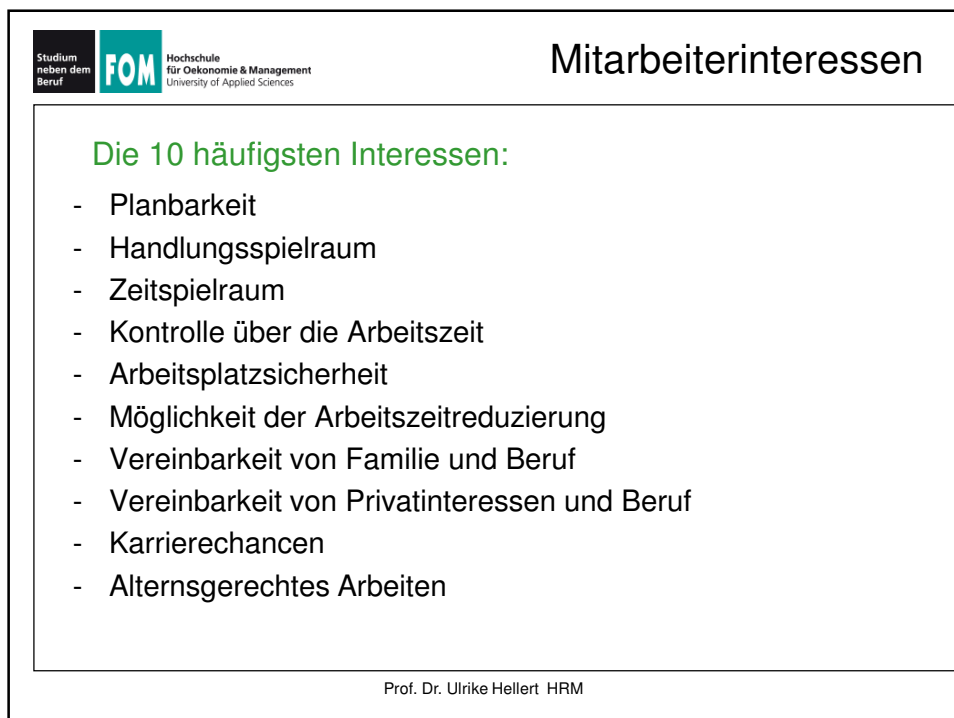 Studium
neben dem
Beruf
FOM
Hochschule
für Oekonomie & Management
University of Applied Sciences
Mitarbeiterinteressen
Die 10 häufigsten Interessen:
- Planbarkeit
- Handlungsspielraum
- Zeitspielraum
- Kontrolle über die Arbeitszeit
- Arbeitsplatzsicherheit
- Möglichkeit der Arbeitszeitreduzierung
- Vereinbarkeit von Familie und Beruf
- Vereinbarkeit von Privatinteressen und Beruf
- Karrierechancen
- Alternsgerechtes Arbeiten
Prof. Dr. Ulrike Hellert HRM